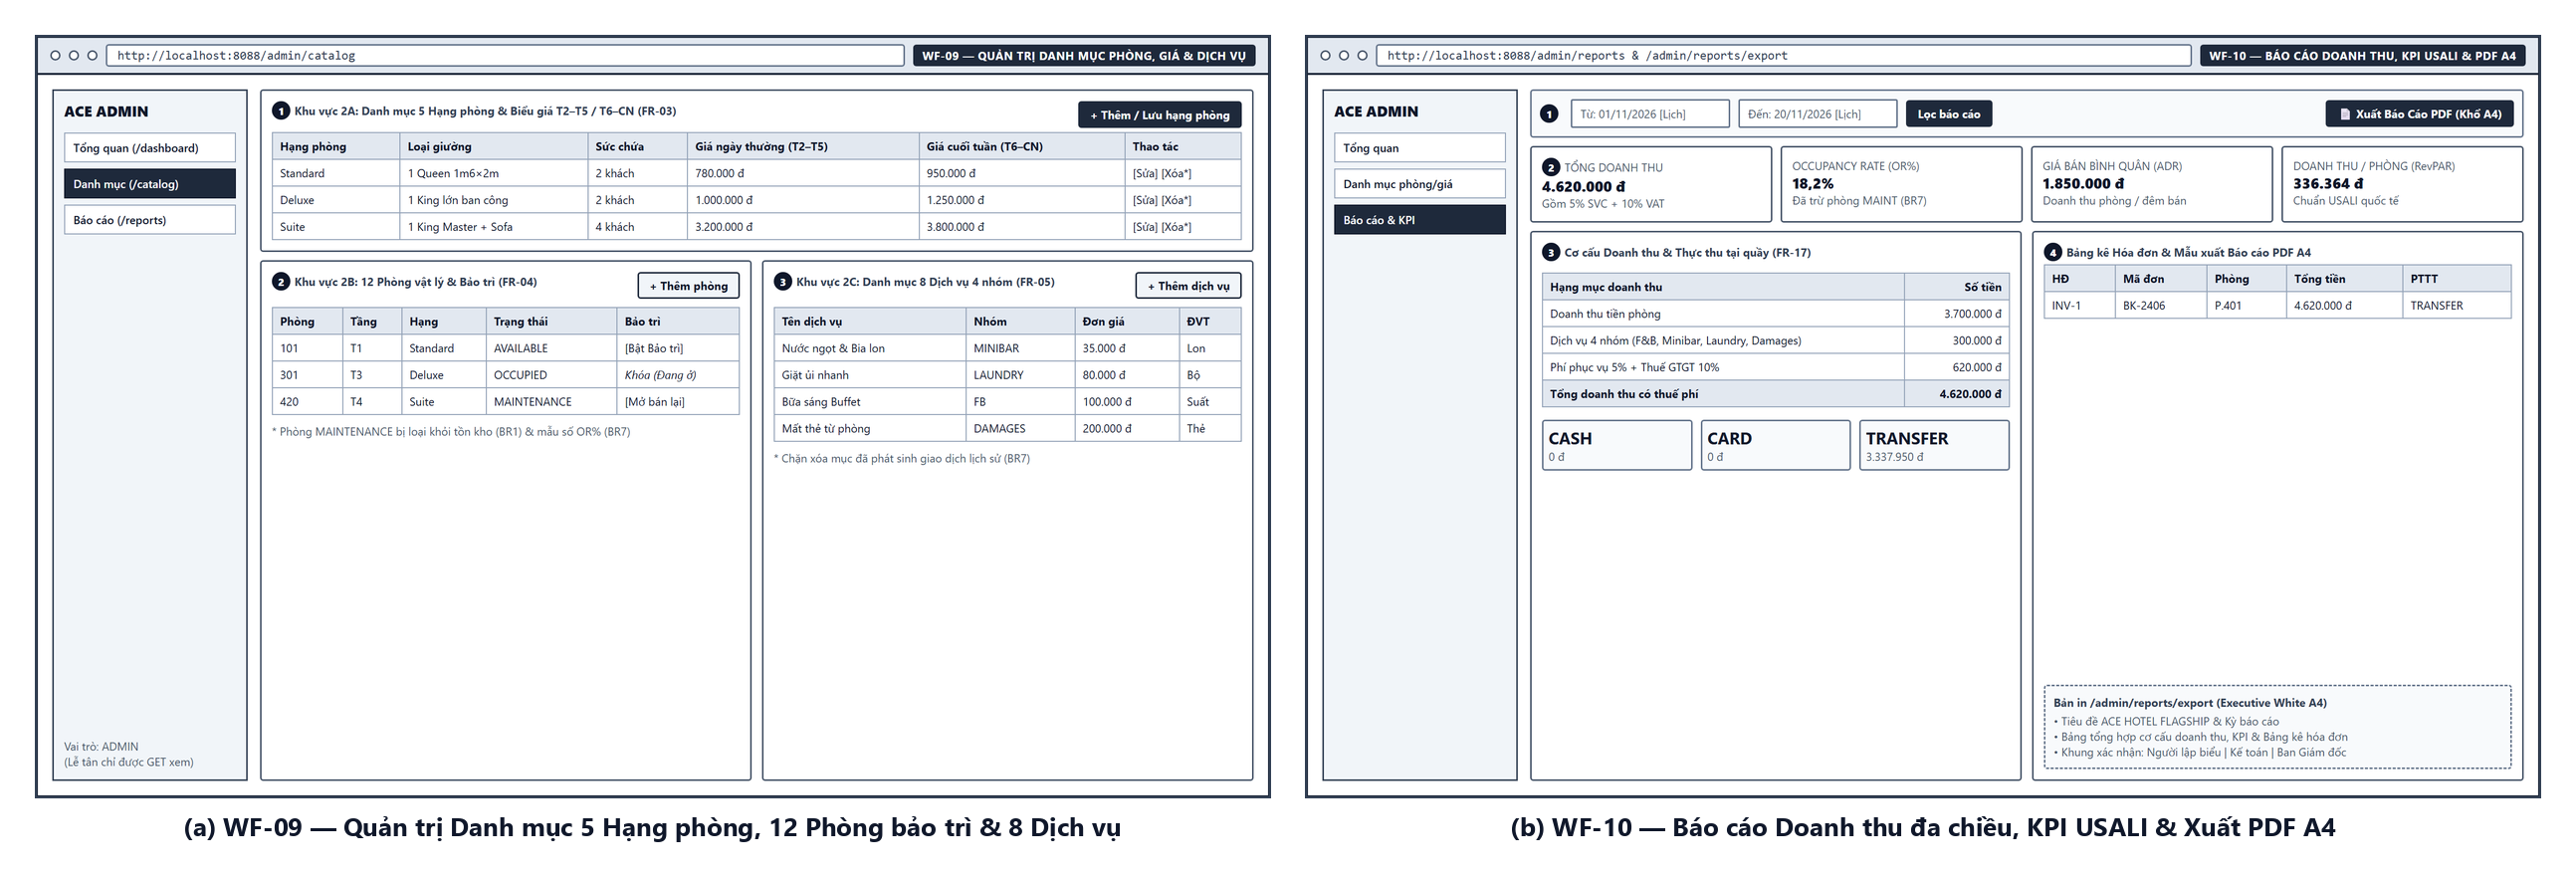 http://localhost:8088/admin/catalog
WF-09 — QUẢN TRỊ DANH MỤC PHÒNG, GIÁ & DỊCH VỤ
ACE ADMIN
Tổng quan (/dashboard)
Danh mục (/catalog)
Báo cáo (/reports)
Vai trò: ADMIN
(Lễ tân chỉ được GET xem)
1 Khu vực 2A: Danh mục 5 Hạng phòng & Biểu giá T2–T5 / T6–CN (FR-03)
+ Thêm / Lưu hạng phòng
Hạng phòng Loại giường Sức chứa Giá ngày thường (T2–T5) Giá cuối tuần (T6–CN) Thao tác
Standard 1 Queen 1m6×2m 2 khách 780.000 đ 950.000 đ [Sửa] [Xóa*]
Deluxe 1 King lớn ban công 2 khách 1.000.000 đ 1.250.000 đ [Sửa] [Xóa*]
Suite 1 King Master + Sofa 4 khách 3.200.000 đ 3.800.000 đ [Sửa] [Xóa*]
2 Khu vực 2B: 12 Phòng vật lý & Bảo trì (FR-04)
+ Thêm phòng
Phòng Tầng Hạng Trạng thái Bảo trì
101 T1 Standard AVAILABLE [Bật Bảo trì]
301 T3 Deluxe OCCUPIED Khóa (Đang ở)
420 T4 Suite MAINTENANCE [Mở bán lại]
* Phòng MAINTENANCE bị loại khỏi tồn kho (BR1) & mẫu số OR% (BR7)
3 Khu vực 2C: Danh mục 8 Dịch vụ 4 nhóm (FR-05)
+ Thêm dịch vụ
Tên dịch vụ Nhóm Đơn giá ĐVT
Nước ngọt & Bia lon MINIBAR 35.000 đ Lon
Giặt ủi nhanh LAUNDRY 80.000 đ Bộ
Bữa sáng Buffet FB 100.000 đ Suất
Mất thẻ từ phòng DAMAGES 200.000 đ Thẻ
* Chặn xóa mục đã phát sinh giao dịch lịch sử (BR7)
(a) WF-09 — Quản trị Danh mục 5 Hạng phòng, 12 Phòng bảo trì & 8 Dịch vụ
http://localhost:8088/admin/reports & /admin/reports/export
WF-10 — BÁO CÁO DOANH THU, KPI USALI & PDF A4
ACE ADMIN
Tổng quan
Danh mục phòng/giá
Báo cáo & KPI
1 Từ: 01/11/2026 [Lịch] Đến: 20/11/2026 [Lịch] Lọc báo cáo
Xuất Báo Cáo PDF (Khổ A4)
2 TỔNG DOANH THU
4.620.000 đ
Gồm 5% SVC + 10% VAT
OCCUPANCY RATE (OR%)
18,2%
Đã trừ phòng MAINT (BR7)
GIÁ BÁN BÌNH QUÂN (ADR)
1.850.000 đ
Doanh thu phòng / đêm bán
DOANH THU / PHÒNG (RevPAR)
336.364 đ
Chuẩn USALI quốc tế
3 Cơ cấu Doanh thu & Thực thu tại quầy (FR-17)
Hạng mục doanh thu Số tiền
Doanh thu tiền phòng 3.700.000 đ
Dịch vụ 4 nhóm (F&B, Minibar, Laundry, Damages) 300.000 đ
Phí phục vụ 5% + Thuế GTGT 10% 620.000 đ
Tổng doanh thu có thuế phí 4.620.000 đ
CASH
0 đ
CARD
0 đ
TRANSFER
3.337.950 đ
4 Bảng kê Hóa đơn & Mẫu xuất Báo cáo PDF A4
HĐ Mã đơn Phòng Tổng tiền PTTT
INV-1 BK-2406 P.401 4.620.000 đ TRANSFER
Bản in /admin/reports/export (Executive White A4)
• Tiêu đề ACE HOTEL FLAGSHIP & Kỳ báo cáo
• Bảng tổng hợp cơ cấu doanh thu, KPI & Bảng kê hóa đơn
• Khung xác nhận: Người lập biểu | Kế toán | Ban Giám đốc
(b) WF-10 — Báo cáo Doanh thu đa chiều, KPI USALI & Xuất PDF A4